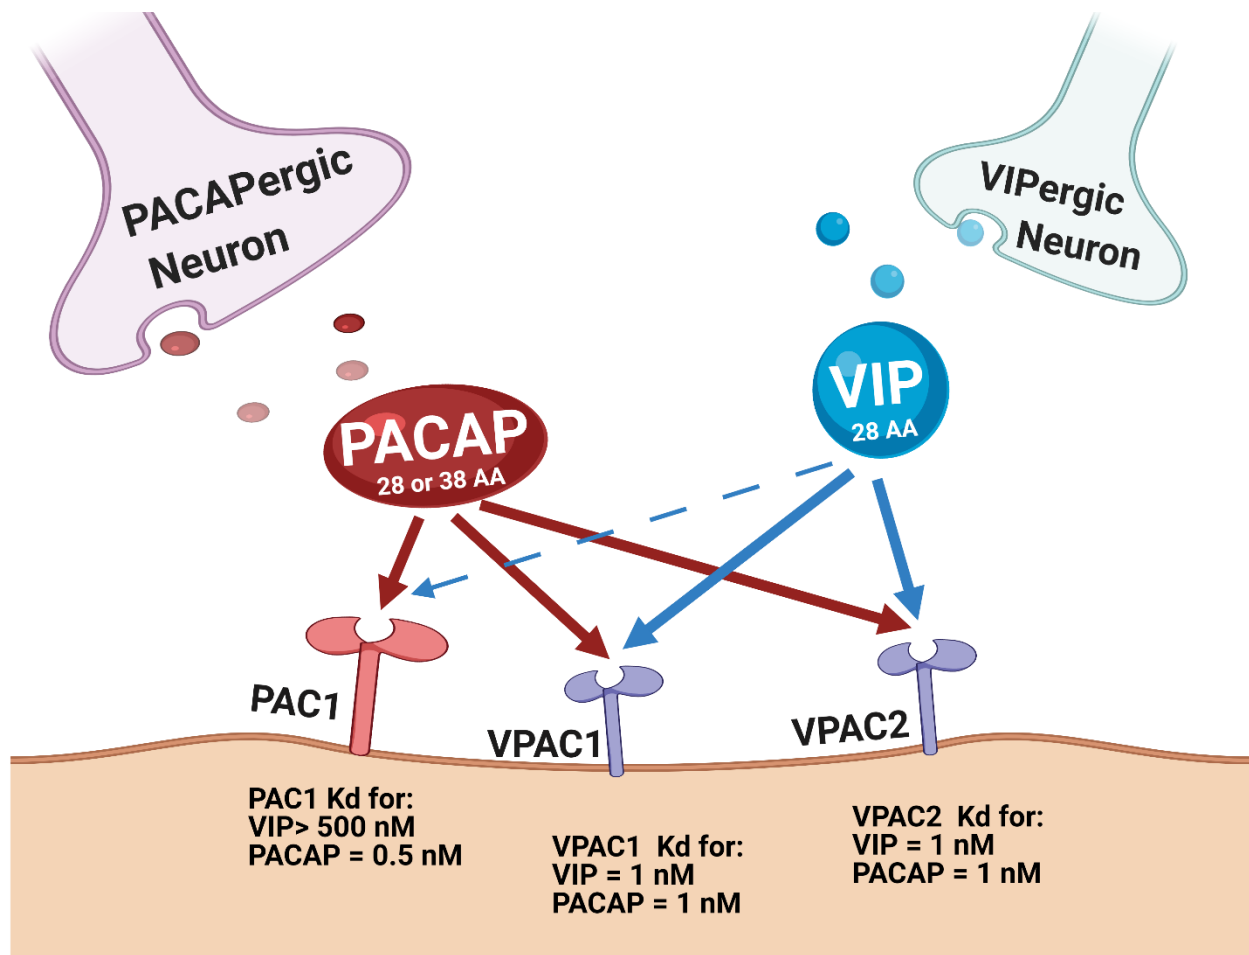 PACAPergic
Neuron
VIPergic
Neuron
PACAP
28 or 38 AA
VIP
28 AA
PAC1
VPAC1
VPAC2
PAC1 Kd for:
VIP> 500 nM
PACAP = 0.5 nM
VPAC1 Kd for:
VIP = 1 nM
PACAP = 1 nM
VPAC2 Kd for:
VIP = 1 nM
PACAP = 1 nM